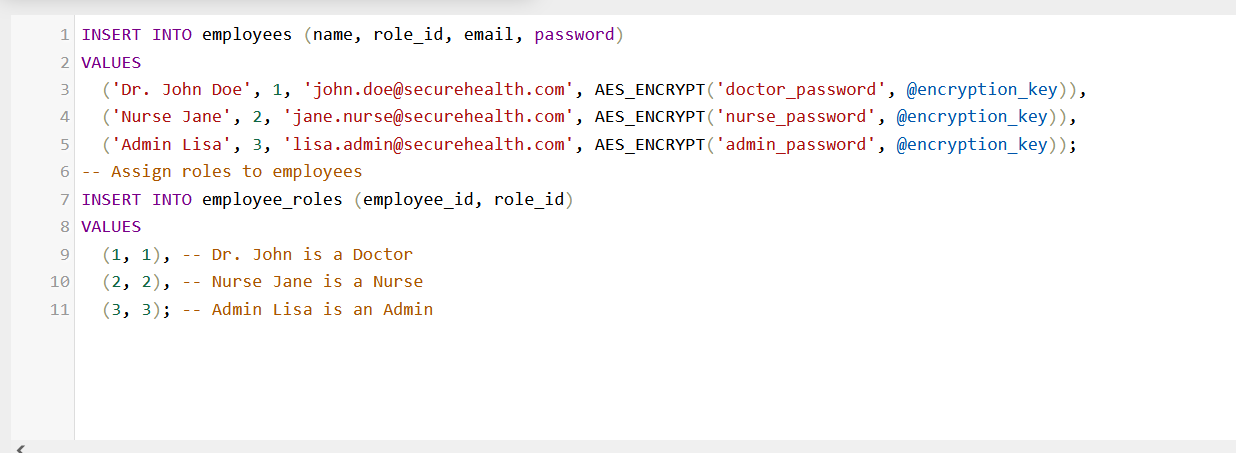 1 INSERT INTO employees (name, role_id, email, password)
2 VALUES
3 ('Dr. John Doe', 1, 'john.doe@securehealth.com', AES_ENCRYPT('doctor_password', @encryption_key)),
4 ('Nurse Jane', 2, 'jane.nurse@securehealth.com', AES_ENCRYPT('nurse_password', @encryption_key)),
5 ('Admin Lisa', 3, 'lisa.admin@securehealth.com', AES_ENCRYPT('admin_password', @encryption_key));
6 -- Assign roles to employees
7 INSERT INTO employee_roles (employee_id, role_id)
8 VALUES
9 (1, 1), -- Dr. John is a Doctor
10 (2, 2), -- Nurse Jane is a Nurse
11 (3, 3); -- Admin Lisa is an Admin